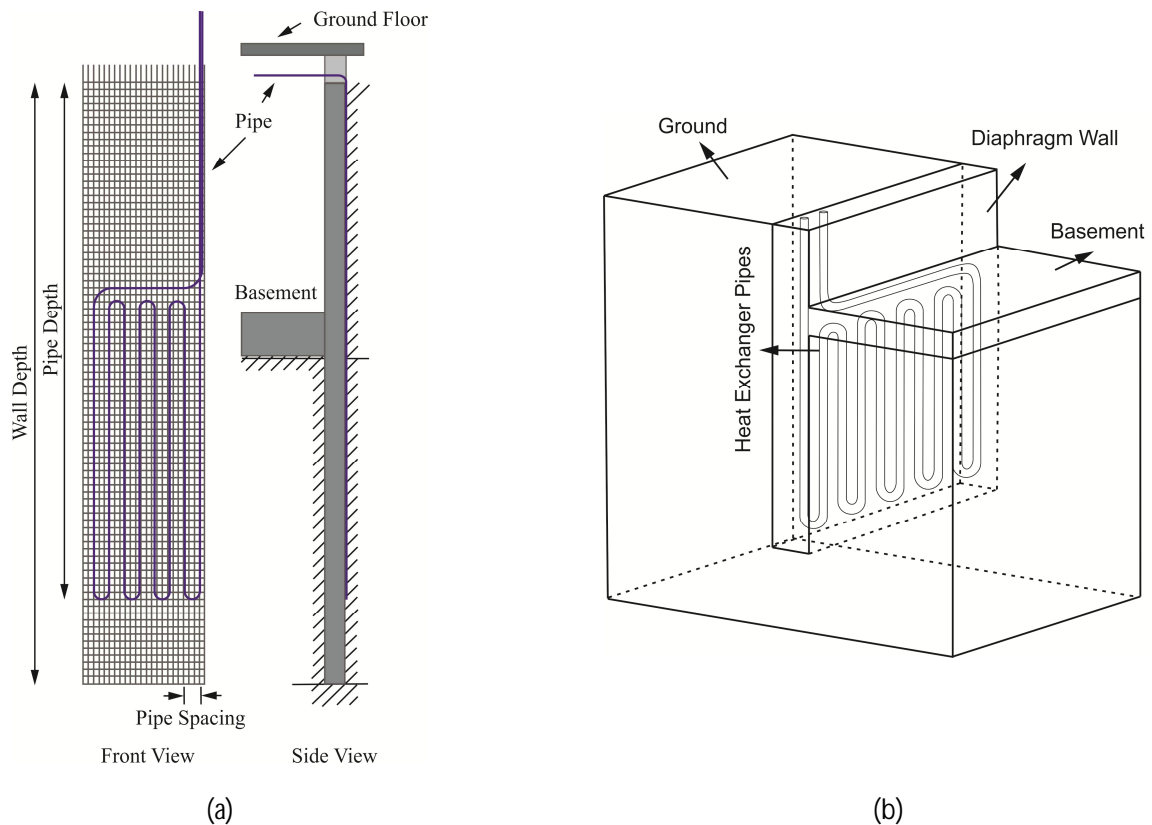 Ground Floor
Pipe
Wall Depth
Pipe Depth
Basement
Pipe Spacing
Front View
Side View
(a)
Ground
Diaphragm Wall
Basement
Heat Exchanger Pipes
(b)